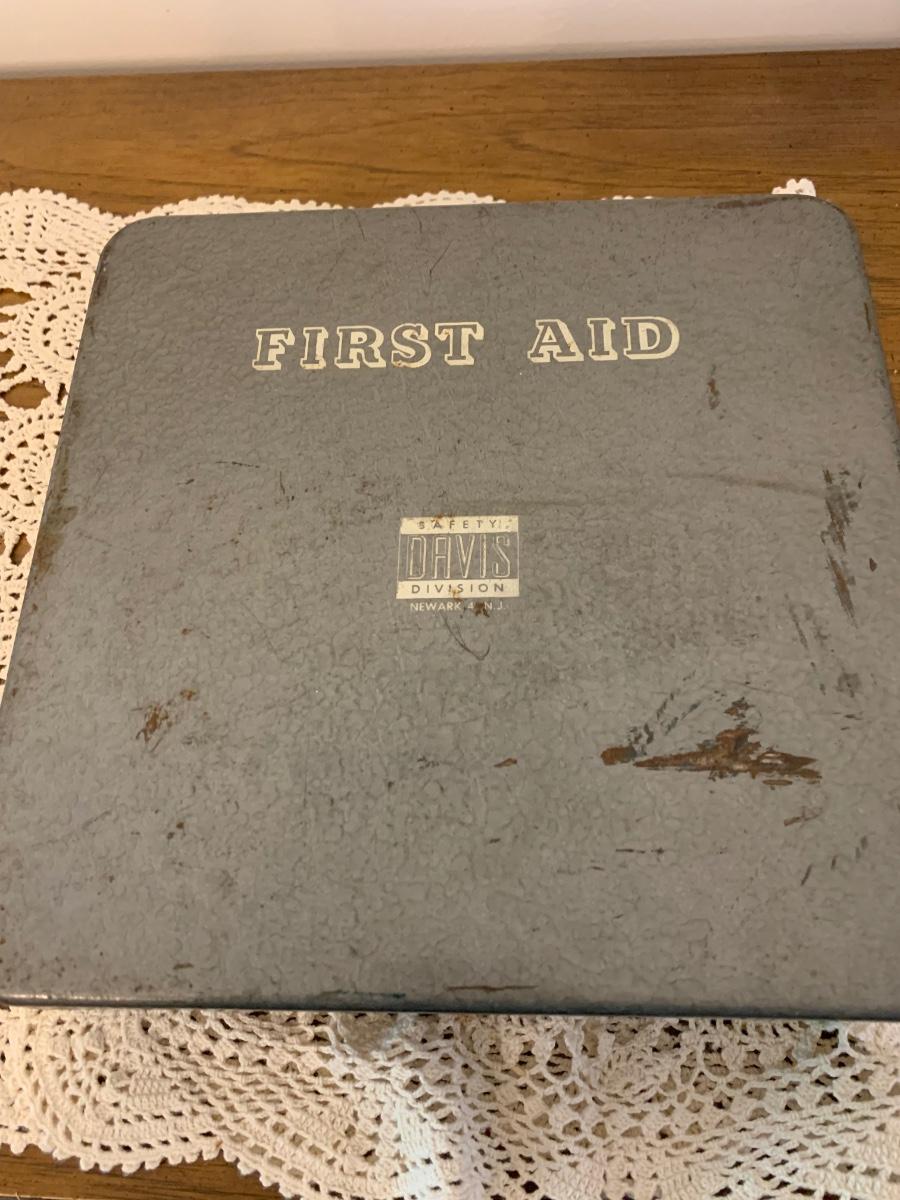 FIRST AID
SAFETY
DAVIS
DIVISION
NEWARK 4, N.J.